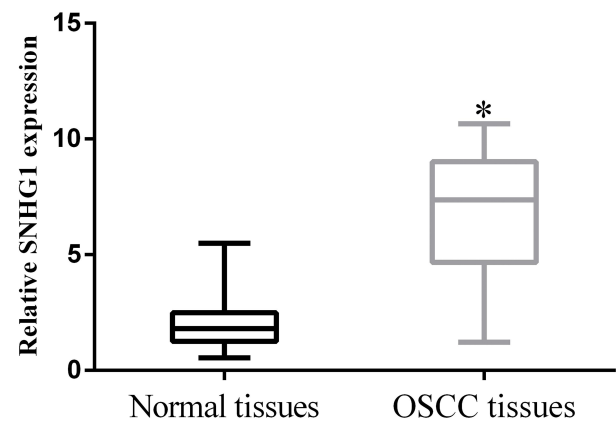 Relative SNHG1 expression
15
10
5
0
*
Normal tissues
OSCC tissues